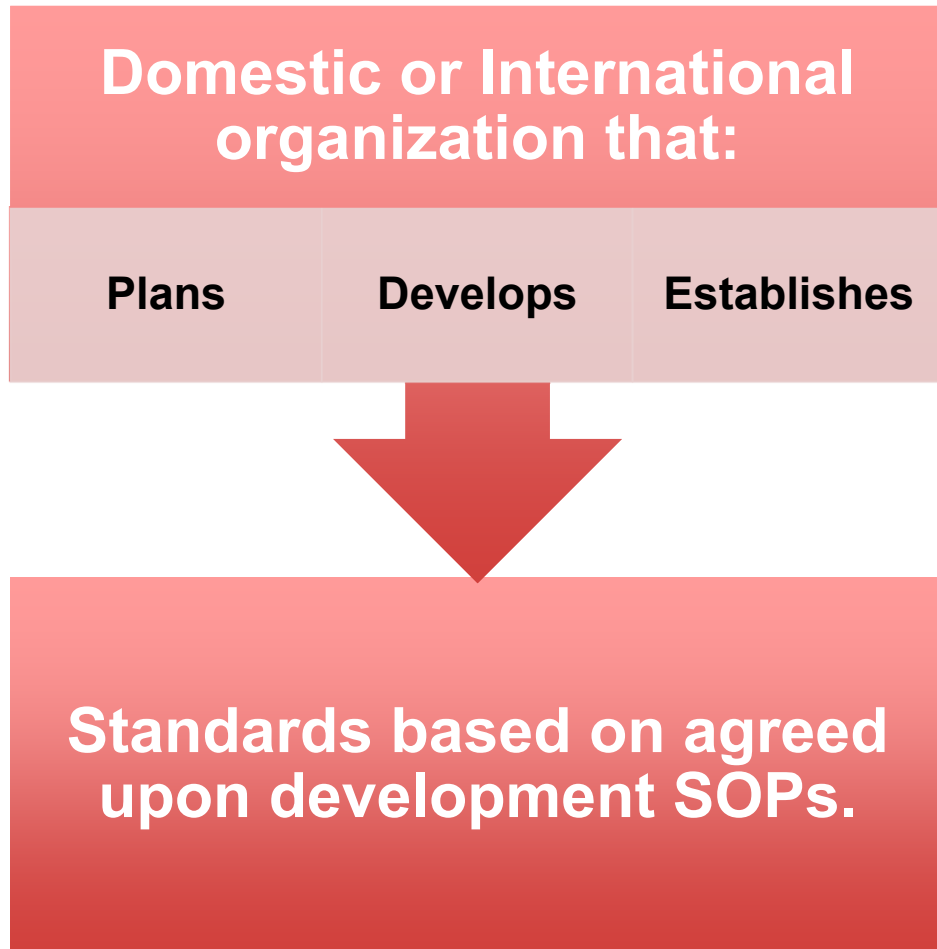 Domestic or International
organization that:
Plans
Develops
Establishes
Standards based on agreed
upon development SOPs.